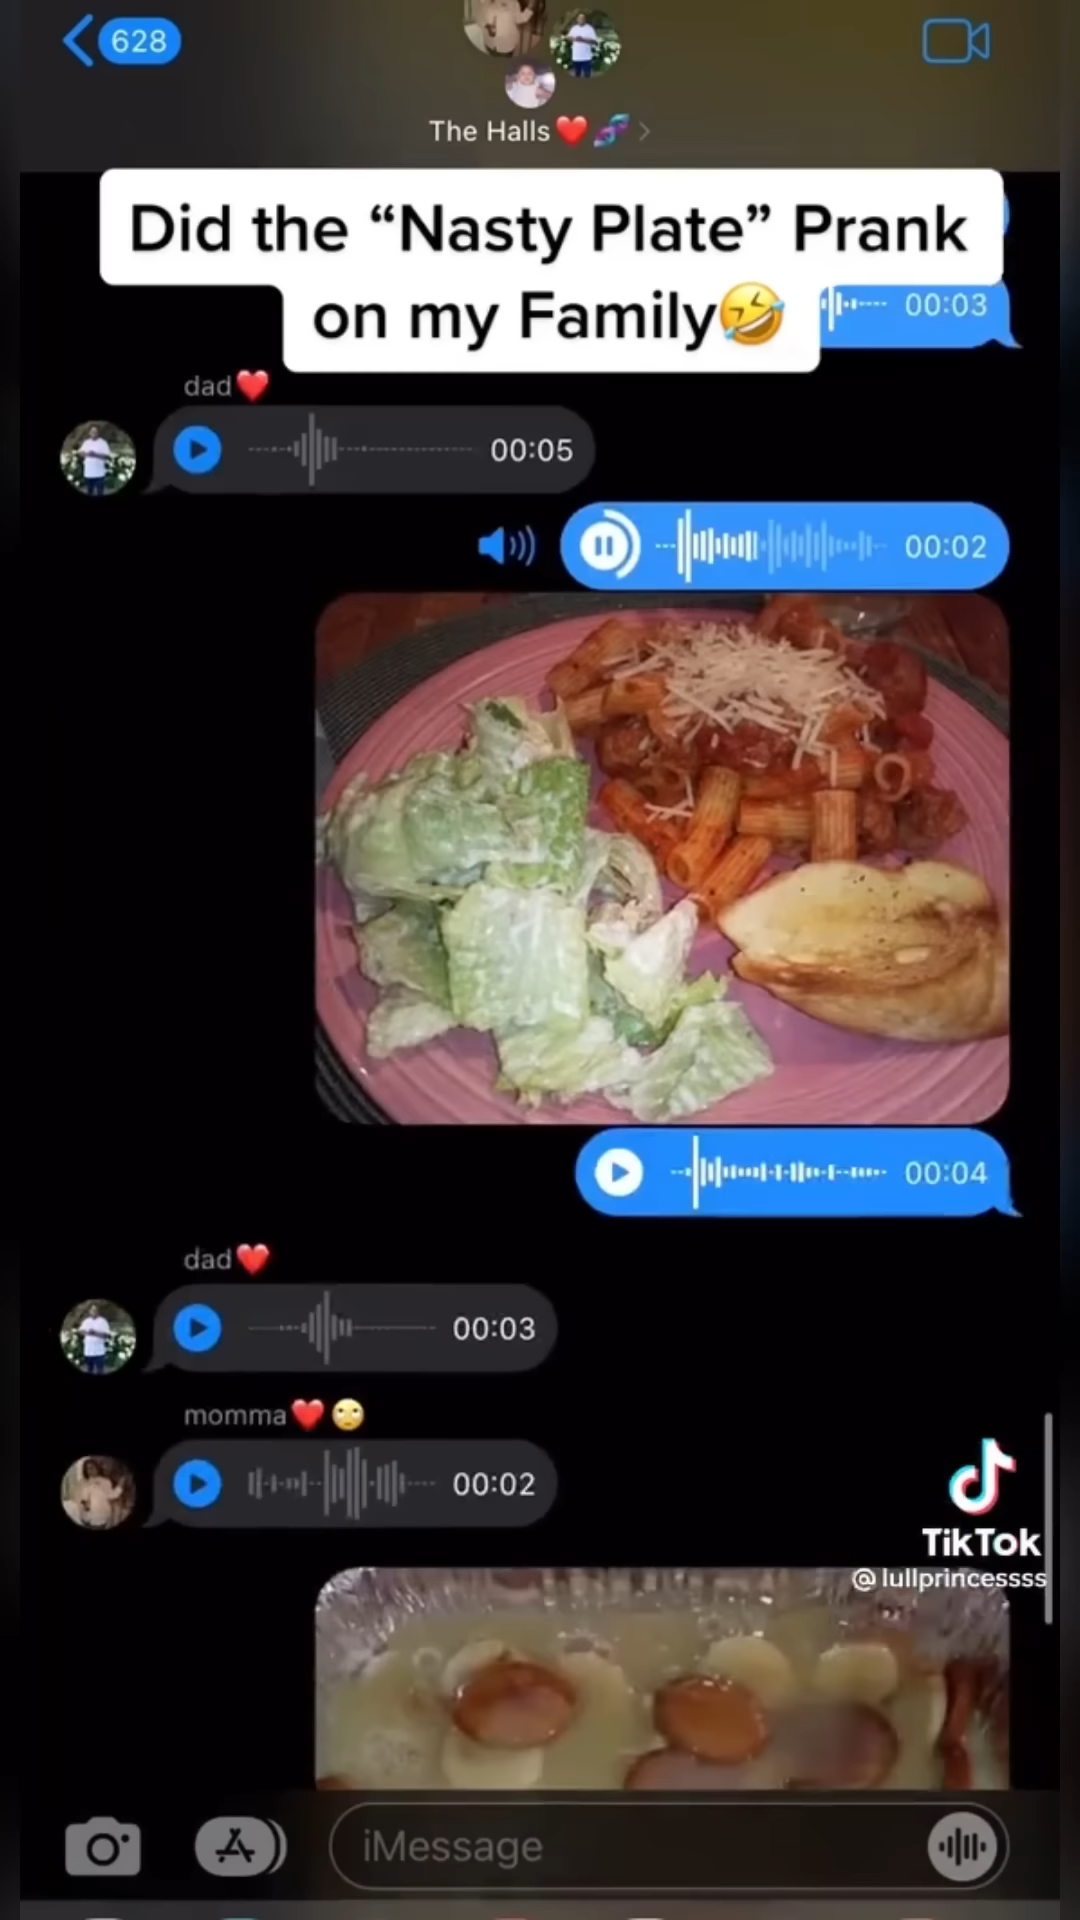 628
The Halls❤️🧬
Did the “Nasty Plate” Prank
on my Family🤣
00:03
dad❤️
00:05
00:02
00:04
dad❤️
00:03
momma❤️🙄
00:02
TikTok
@lullprincessss
iMessage